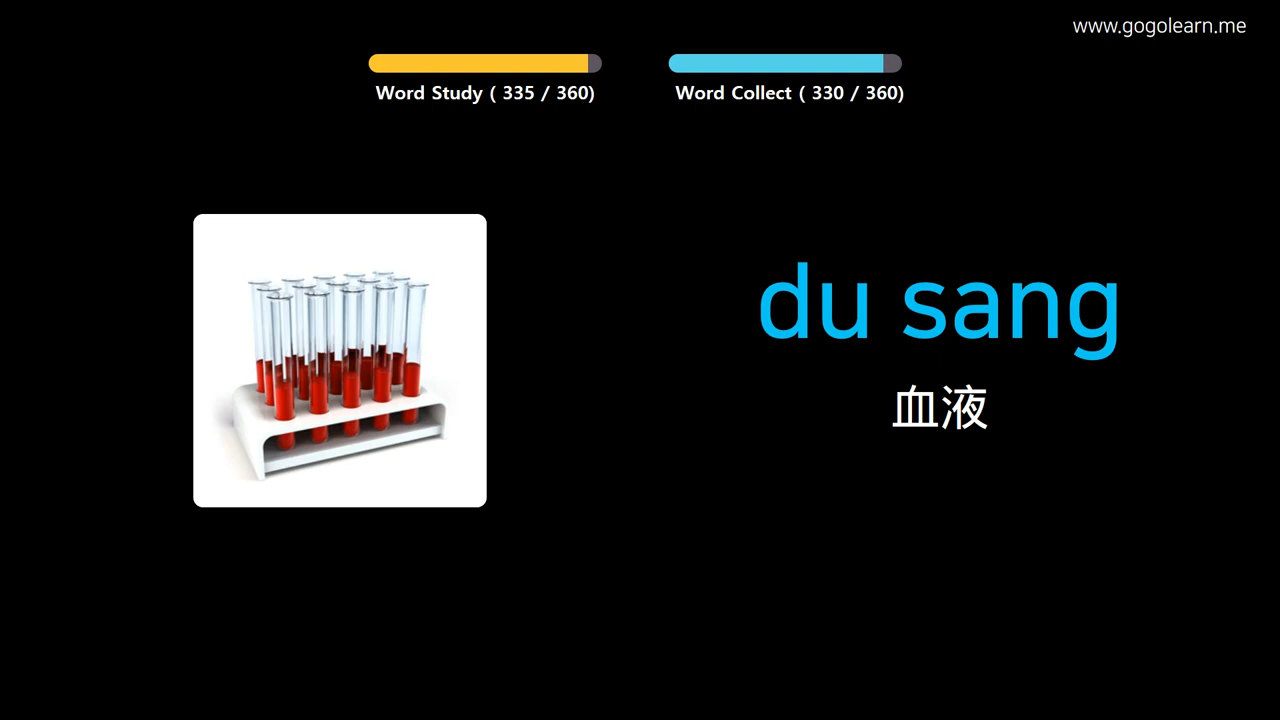 www.gogolearn.me
Word Study ( 335 / 360)
Word Collect ( 330 / 360)
du sang
血液